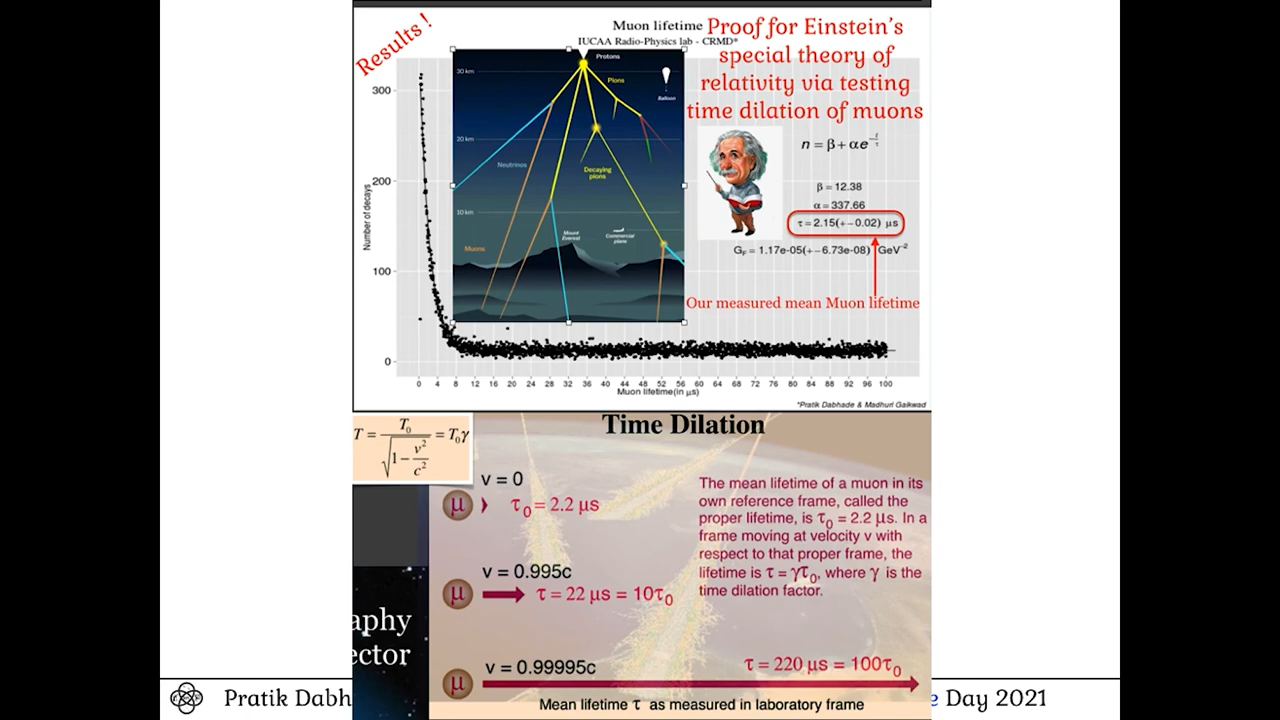 Results !
Muon lifetime
IUCAA Radio-Physics lab - CRMD*
Proof for Einstein's
special theory of
relativity via testing
time dilation of muons
Number of decays
300
200
100
0
Protons
30 km
Pions
Balloon
20 km
Neutrinos
Decaying
pions
10 km
Mount
Everest
Commercial
plane
Muons
n = β + αe^{-t/τ}
β = 12.38
α = 337.66
τ = 2.15(+−0.02) μs
G_F = 1.17e-05(+−6.73e-08) GeV^{-2}
Our measured mean Muon lifetime
0 4 8 12 16 20 24 28 32 36 40 44 48 52 56 60 64 68 72 76 80 84 88 92 96 100
Muon lifetime(in μs)
*Pratik Dabhade & Madhuri Gaikwad
T = T₀ / √(1 − v²/c²) = T₀γ
Time Dilation
μ v = 0
τ₀ = 2.2 μs
μ v = 0.995c
τ = 22 μs = 10τ₀
μ v = 0.99995c
τ = 220 μs = 100τ₀
Mean lifetime τ as measured in laboratory frame
The mean lifetime of a muon in its
own reference frame, called the
proper lifetime, is τ₀ = 2.2 μs. In a
frame moving at velocity v with
respect to that proper frame, the
lifetime is τ = γτ₀, where γ is the
time dilation factor.
aphy
ector
Pratik Dabh
e Day 2021